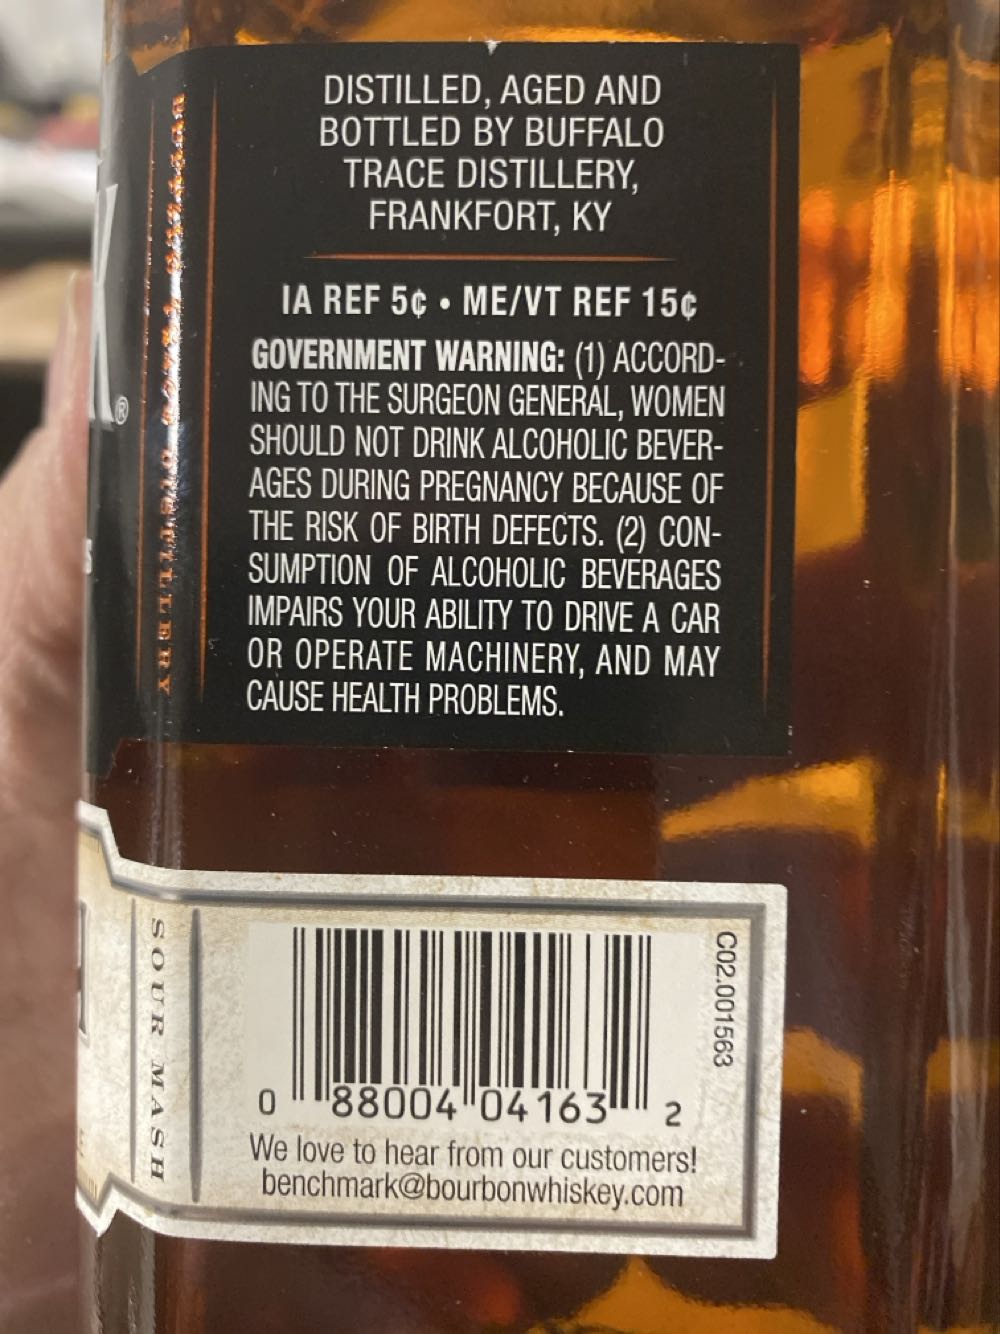 DISTILLED, AGED AND
BOTTLED BY BUFFALO
TRACE DISTILLERY,
FRANKFORT, KY
IA REF 5¢ • ME/VT REF 15¢
GOVERNMENT WARNING: (1) ACCORD-
ING TO THE SURGEON GENERAL, WOMEN
SHOULD NOT DRINK ALCOHOLIC BEVER-
AGES DURING PREGNANCY BECAUSE OF
THE RISK OF BIRTH DEFECTS. (2) CON-
SUMPTION OF ALCOHOLIC BEVERAGES
IMPAIRS YOUR ABILITY TO DRIVE A CAR
OR OPERATE MACHINERY, AND MAY
CAUSE HEALTH PROBLEMS.
DISTILLERY
K®
SOUR MASH
C02.001563
0 88004 04163 2
We love to hear from our customers!
benchmark@bourbonwhiskey.com